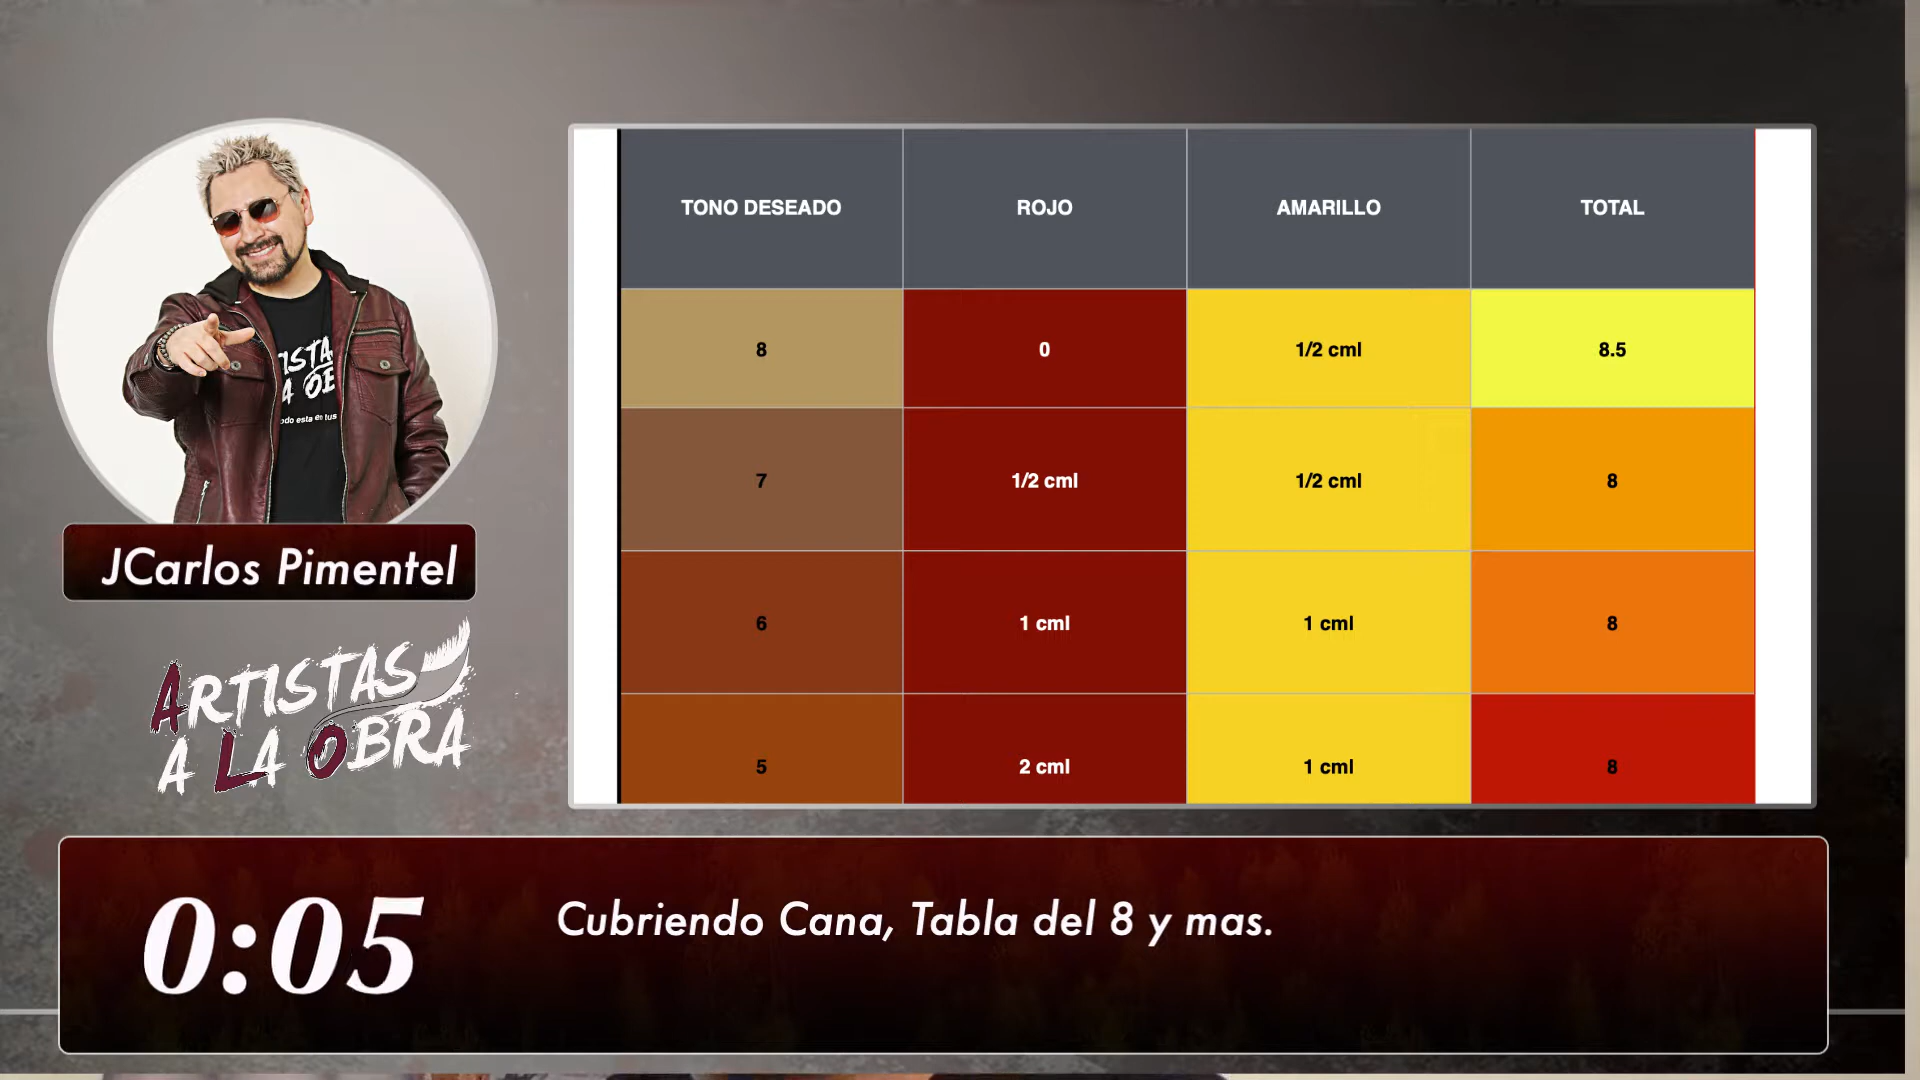 TONO DESEADO ROJO AMARILLO TOTAL
8 0 1/2 cml 8.5
7 1/2 cml 1/2 cml 8
6 1 cml 1 cml 8
5 2 cml 1 cml 8
JCarlos Pimentel
ARTISTAS
A LA OBRA
0:05
Cubriendo Cana, Tabla del 8 y mas.